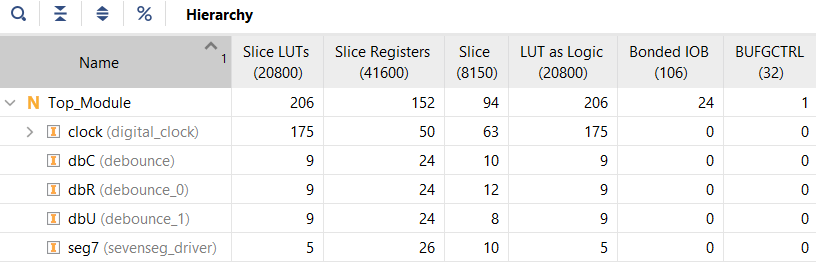 % Hierarchy
Name 1 Slice LUTs (20800) Slice Registers (41600) Slice (8150) LUT as Logic (20800) Bonded IOB (106) BUFGCTRL (32)
N Top_Module 206 152 94 206 24 1
clock (digital_clock) 175 50 63 175 0 0
dbC (debounce) 9 24 10 9 0 0
dbR (debounce_0) 9 24 12 9 0 0
dbU (debounce_1) 9 24 8 9 0 0
seg7 (sevenseg_driver) 5 26 10 5 0 0